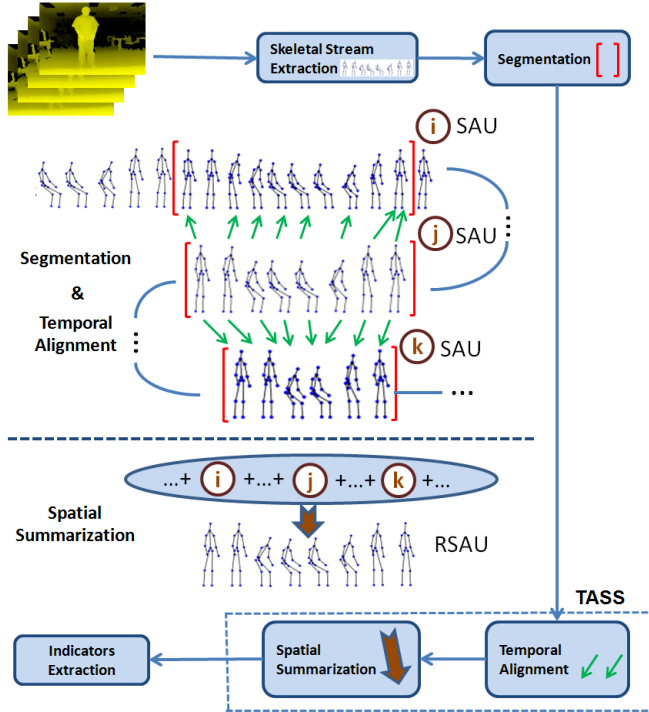 Skeletal Stream
Extraction
Segmentation [ ]
i SAU
j SAU
Segmentation
&
Temporal
Alignment
...
...
k SAU
...
...+ i +...+ j +...+ k +...
Spatial
Summarization
RSAU
TASS
Indicators
Extraction
Spatial
Summarization
Temporal
Alignment